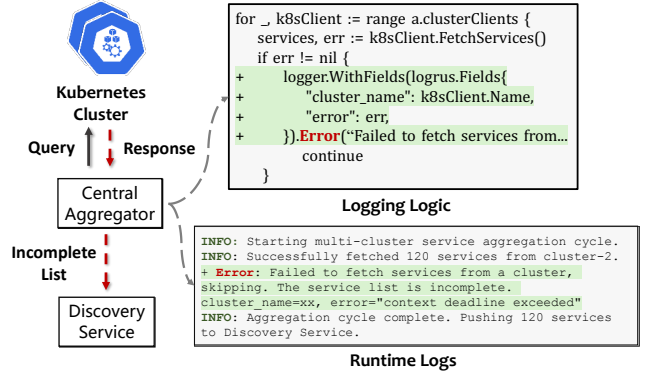 Kubernetes
Cluster
Query
Response
Central
Aggregator
Incomplete
List
Discovery
Service
for _, k8sClient := range a.clusterClients {
services, err := k8sClient.FetchServices()
if err != nil {
+ logger.WithFields(logrus.Fields{
+ "cluster_name": k8sClient.Name,
+ "error": err,
+ }).Error(“Failed to fetch services from...
continue
}
Logging Logic
INFO: Starting multi-cluster service aggregation cycle.
INFO: Successfully fetched 120 services from cluster-2.
+ Error: Failed to fetch services from a cluster,
skipping. The service list is incomplete.
cluster_name=xx, error="context deadline exceeded"
INFO: Aggregation cycle complete. Pushing 120 services
to Discovery Service.
Runtime Logs